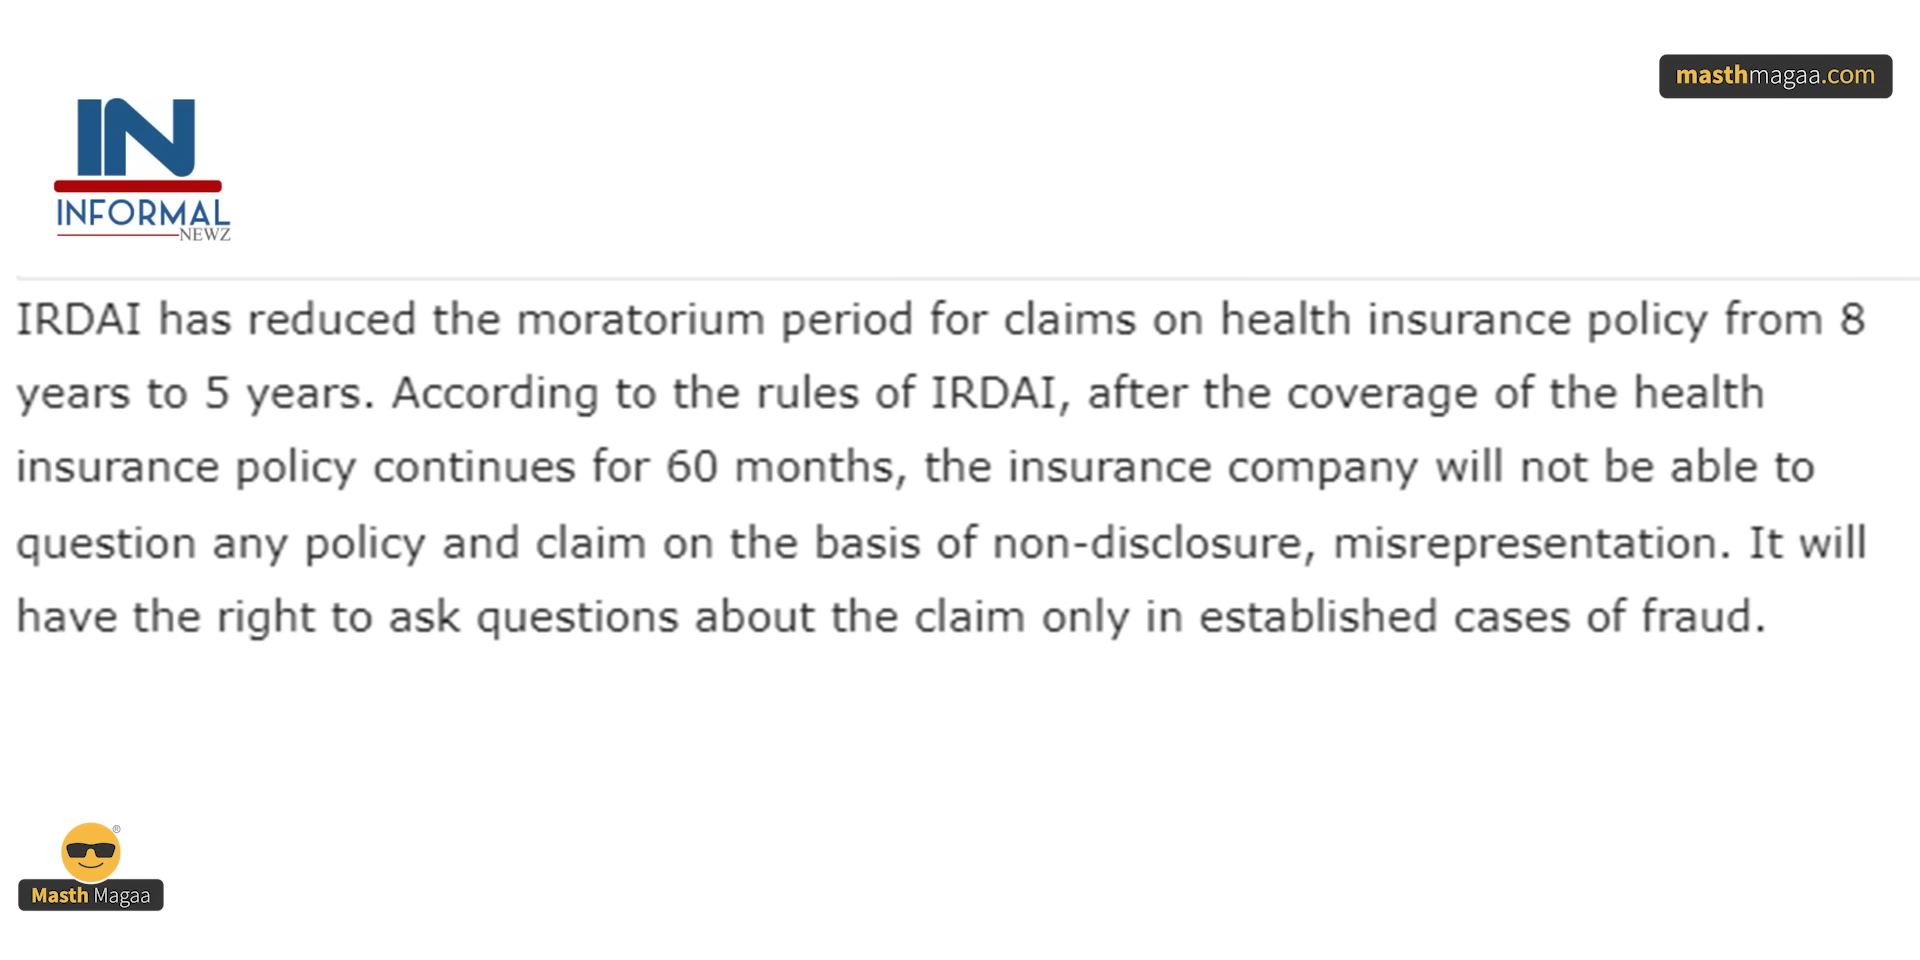 masthmagaa.com
IN
INFORMAL
NEWZ
IRDAI has reduced the moratorium period for claims on health insurance policy from 8
years to 5 years. According to the rules of IRDAI, after the coverage of the health
insurance policy continues for 60 months, the insurance company will not be able to
question any policy and claim on the basis of non-disclosure, misrepresentation. It will
have the right to ask questions about the claim only in established cases of fraud.
®
Masth Magaa